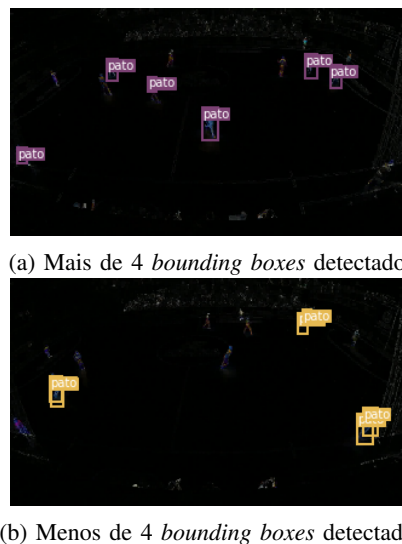 pato
pato
pato
pato
pato
pato
(a) Mais de 4 bounding boxes detectado
pato
pato
pato
(b) Menos de 4 bounding boxes detectad